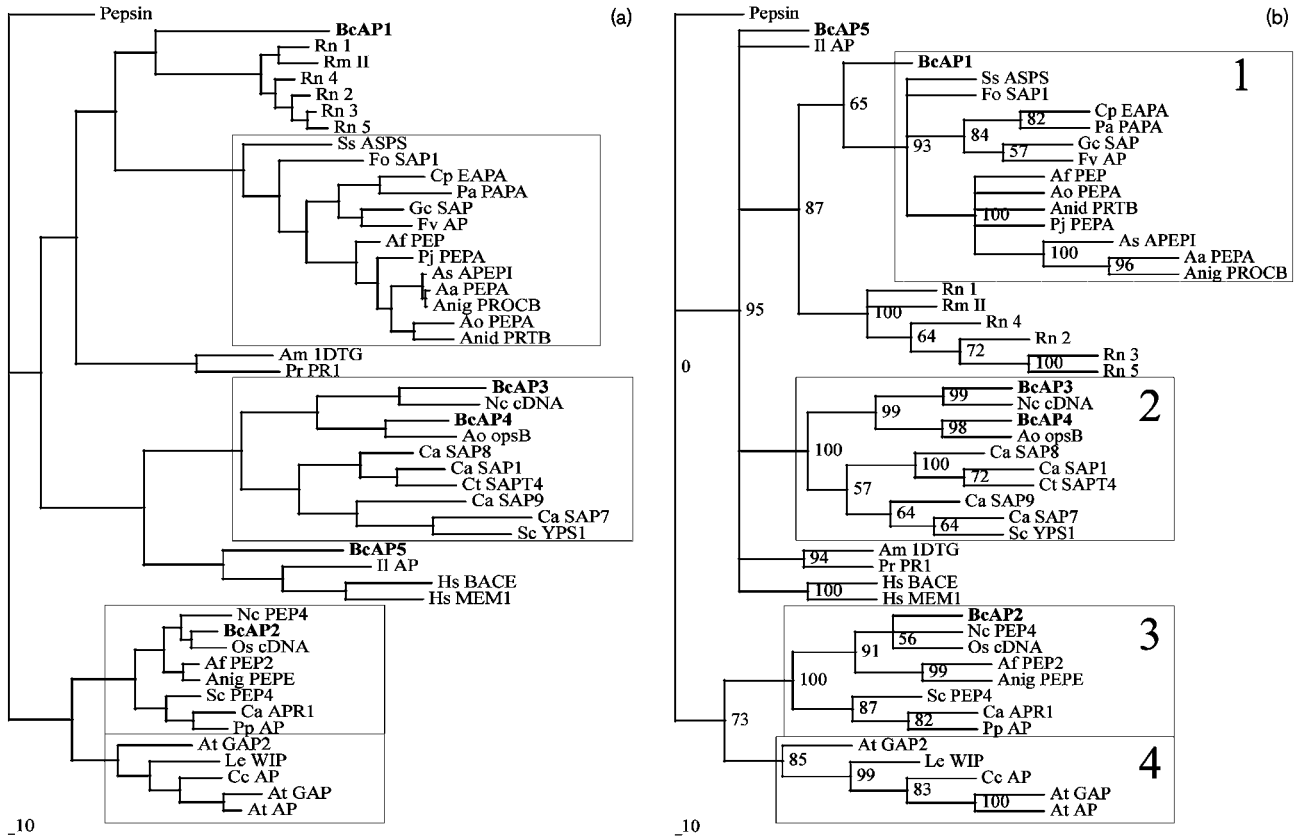 Pepsin
(a)
BcAP1
Rn 1
Rm II
Rn 4
Rn 2
Rn 3
Rn 5
Ss ASPS
Fo SAP1
Cp EAPA
Pa PAPA
Gc SAP
Fv AP
Af PEP
Pj PEPA
As APEPI
Aa PEPA
Anig PROCB
Ao PEPA
Anid PRTB
Am 1DTG
Pr PR1
BcAP3
Nc cDNA
BcAP4
Ao opsB
Ca SAP8
Ca SAP1
Ct SAPT4
Ca SAP9
Ca SAP7
Sc YPS1
BcAP5
Il AP
Hs BACE
Hs MEM1
Nc PEP4
BcAP2
Os cDNA
Af PEP2
Anig PEPE
Sc PEP4
Ca APR1
Pp AP
At GAP2
Le WIP
Cc AP
At GAP
At AP
_10
Pepsin
(b)
BcAP5
Il AP
BcAP1
1
Ss ASPS
Fo SAP1
65
Cp EAPA
82
Pa PAPA
84
93
Gc SAP
57
Fv AP
Af PEP
Ao PEPA
87
Anid PRTB
100
Pj PEPA
As APEPI
100
Aa PEPA
96
Anig PROCB
Rn 1
Rm II
95
100
Rn 4
64
Rn 2
72
Rn 3
100
Rn 5
0
BcAP3
2
99
Nc cDNA
99
BcAP4
98
Ao opsB
100
Ca SAP8
100
Ca SAP1
72
Ct SAPT4
57
Ca SAP9
64
Ca SAP7
64
Sc YPS1
Am 1DTG
94
Pr PR1
Hs BACE
100
Hs MEM1
BcAP2
3
Nc PEP4
56
Os cDNA
91
Af PEP2
99
Anig PEPE
100
Sc PEP4
87
Ca APR1
82
Pp AP
73
At GAP2
4
85
Le WIP
99
Cc AP
83
At GAP
100
At AP
_10